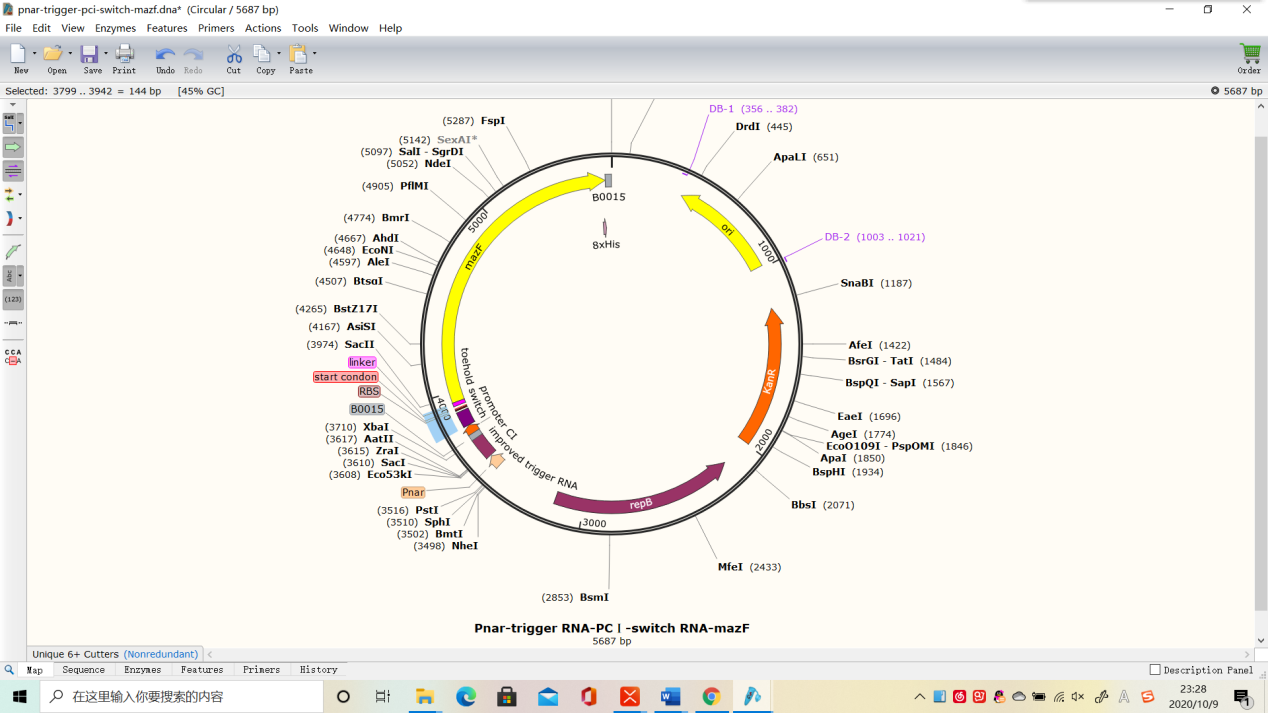 pnar-trigger-pci-switch-mazf.dna* (Circular / 5687 bp)
File Edit View Enzymes Features Primers Actions Tools Window Help
New Open Save Print Undo Redo Cut Copy Paste Order
Selected: 3799 .. 3942 = 144 bp [45% GC] 5687 bp
DB-1 (356 .. 382)
(5287) FspI
DrdI (445)
(5142) SexAI*
(5097) SalI - SgrDI
ApaLI (651)
(5052) NdeI
(4905) PflMI
B0015
(4774) BmrI
5000
ori
(4667) AhdI
DB-2 (1003 .. 1021)
8xHis
(4648) EcoNI
1000
mazF
(4597) AleI
(4507) BtsαI
SnaBI (1187)
(4265) BstZ17I
(4167) AsiSI
(3974) SacII
AfeI (1422)
linker
BsrGI - TatI (1484)
start condon
KanR
BspQI - SapI (1567)
RBS
toehold switch
4000
B0015
promoter CI
EaeI (1696)
(3710) XbaI
AgeI (1774)
(3617) AatII
2000
EcoO109I - PspOMI (1846)
(3615) ZraI
ApaI (1850)
(3610) SacI
improved trigger RNA
BspHI (1934)
(3608) Eco53kI
Pnar
repB
BbsI (2071)
(3516) PstI
(3510) SphI
3000
(3502) BmtI
(3498) NheI
MfeI (2433)
(2853) BsmI
Pnar-trigger RNA-PC I -switch RNA-mazF
5687 bp
Unique 6+ Cutters (Nonredundant)
Map Sequence Enzymes Features Primers History Description Panel
在这里输入你要搜索的内容
23:28
2020/10/9